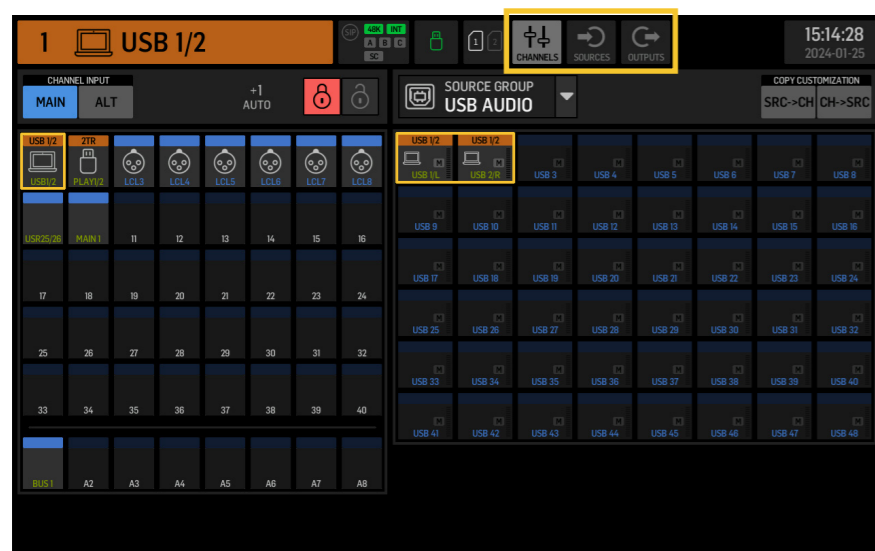 1 USB 1/2
SIP 48K INT
A B C
SC
1 2
CHANNELS SOURCES OUTPUTS
15:14:28
2024-01-25
CHANNEL INPUT
MAIN ALT
+1
AUTO
SOURCE GROUP
USB AUDIO
COPY CUSTOMIZATION
SRC->CH CH->SRC
USB 1/2 2TR
USB1/2 PLAY1/2 LCL3 LCL4 LCL5 LCL6 LCL7 LCL8
USR25/26 MAIN 1 11 12 13 14 15 16
17 18 19 20 21 22 23 24
25 26 27 28 29 30 31 32
33 34 35 36 37 38 39 40
BUS 1 A2 A3 A4 A5 A6 A7 A8
USB 1/2 USB 1/2
USB 1/L USB 2/R USB 3 USB 4 USB 5 USB 6 USB 7 USB 8
USB 9 USB 10 USB 11 USB 12 USB 13 USB 14 USB 15 USB 16
USB 17 USB 18 USB 19 USB 20 USB 21 USB 22 USB 23 USB 24
USB 25 USB 26 USB 27 USB 28 USB 29 USB 30 USB 31 USB 32
USB 33 USB 34 USB 35 USB 36 USB 37 USB 38 USB 39 USB 40
USB 41 USB 42 USB 43 USB 44 USB 45 USB 46 USB 47 USB 48